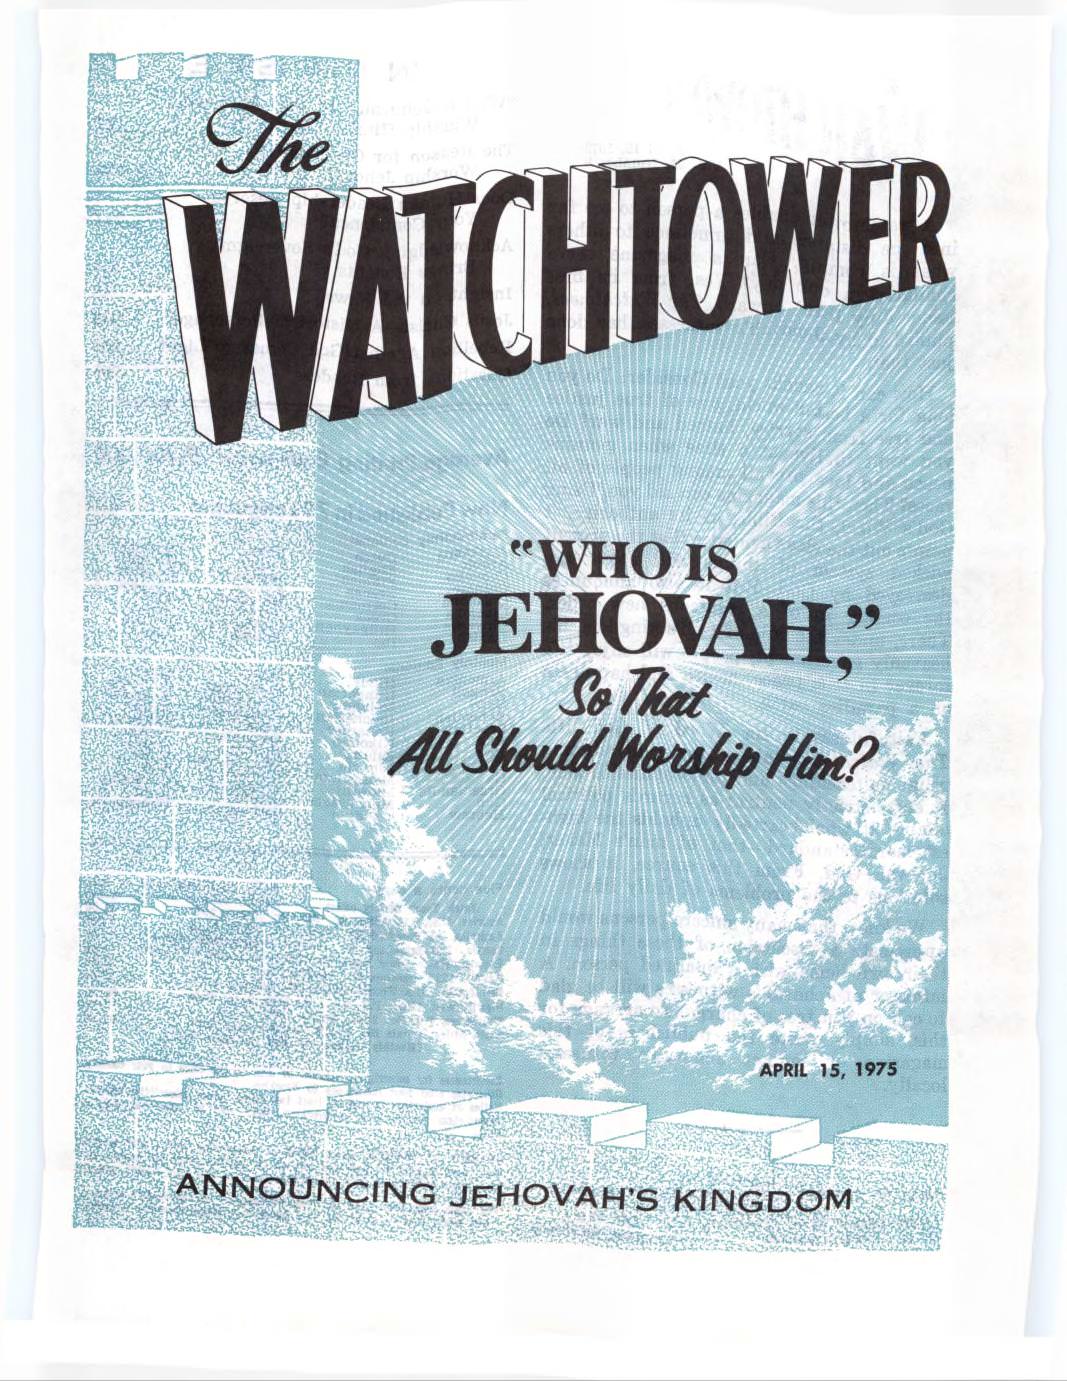 The
WATCHTOWER
“WHO IS
JEHOVAH,”
So That
All Should Worship Him?
APRIL 15, 1975
ANNOUNCING JEHOVAH'S KINGDOM